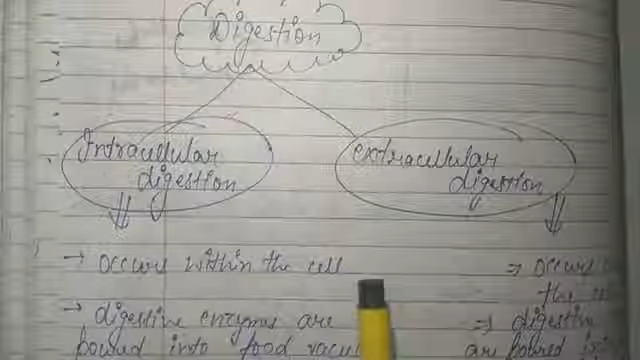 Digestion
Intracellular
digestion
extracellular
digestion
→ occurs within the cell
⇒ occurs
the
→ digestive enzymes are
poured into food
⇒ digestive
are poured